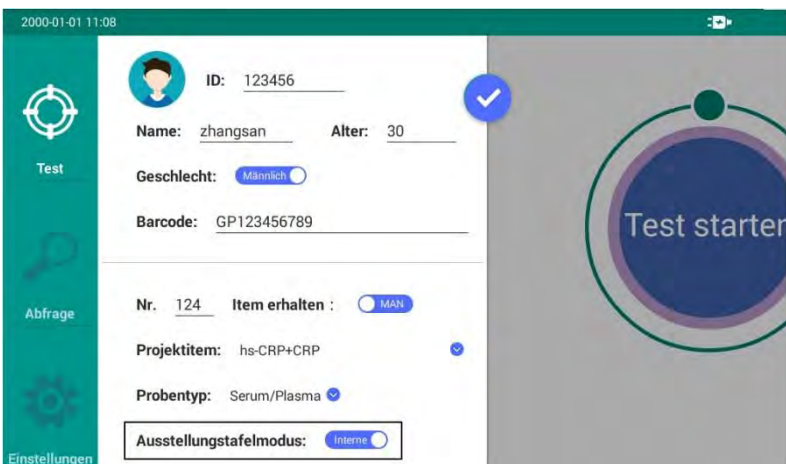 2000-01-01 11:08
ID: 123456
Name: zhangsan Alter: 30
Test
Geschlecht: Männlich
Barcode: GP123456789
Test starten
Abfrage
Nr. 124 Item erhalten : MAN
Projektitem: hs-CRP+CRP
Probentyp: Serum/Plasma
Ausstellungstafelmodus: Interne
Einstellungen